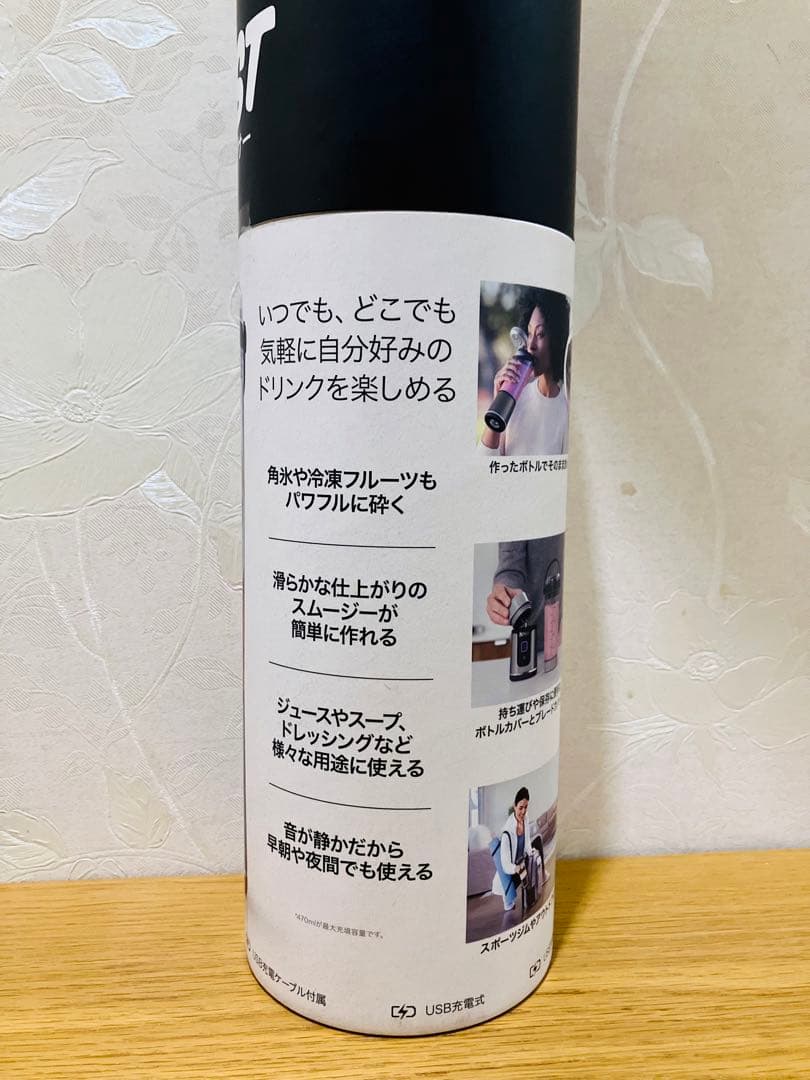 ST
いつでも、どこでも
気軽に自分好みの
ドリンクを楽しめる
角氷や冷凍フルーツも
パワフルに砕く
滑らかな仕上がりの
スムージーが
簡単に作れる
ジュースやスープ、
ドレッシングなど
様々な用途に使える
音が静かだから
早朝や夜間でも使える
*470mlが最大充填容量です。
作ったボトルでそのまま
持ち運びや保存に
ボトルカバーとブレード
スポーツジムやアウト
USB充電ケーブル付属
USB充電式